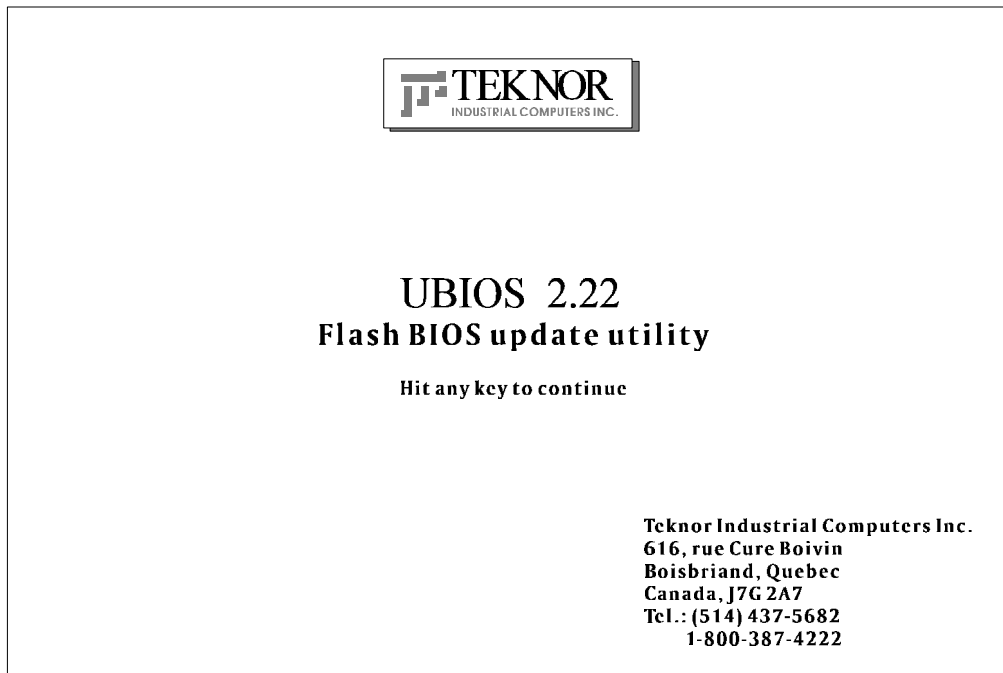 TEKNOR
INDUSTRIAL COMPUTERS INC.
UBIOS 2.22
Flash BIOS update utility
Hit any key to continue
Teknor Industrial Computers Inc.
616, rue Cure Boivin
Boisbriand, Quebec
Canada, J7G 2A7
Tel.: (514) 437-5682
1-800-387-4222